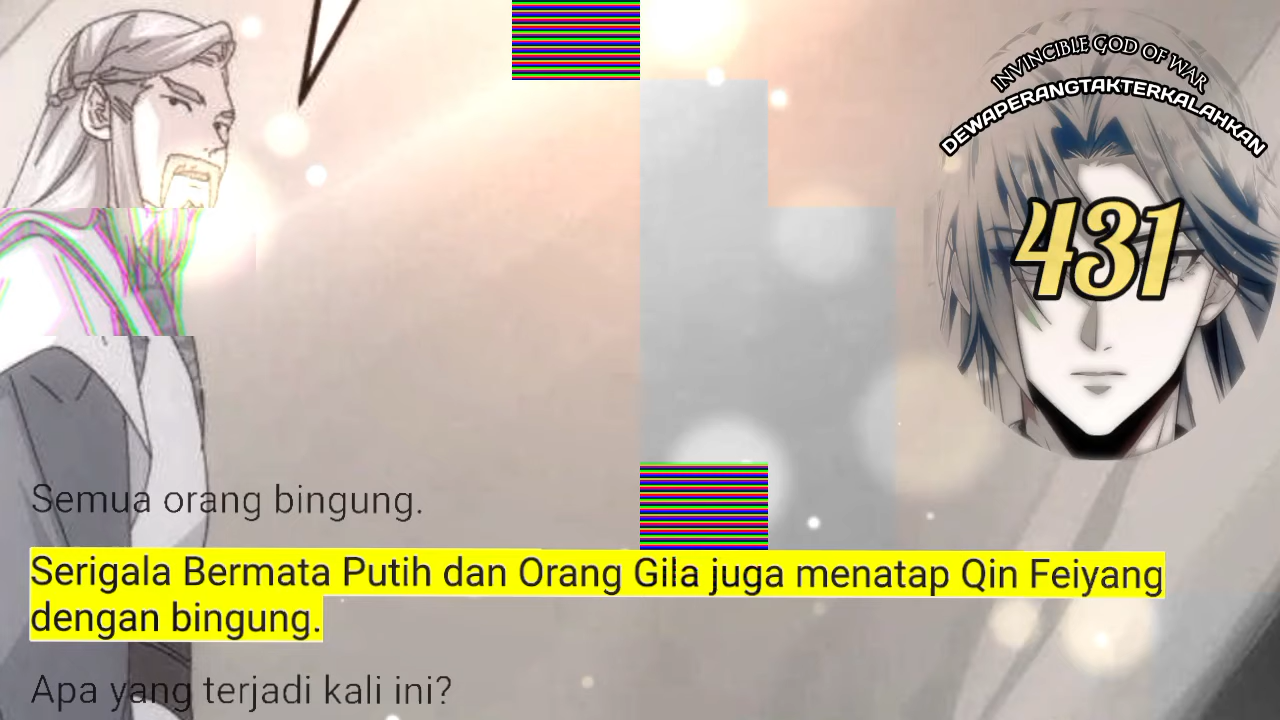 INVINCIBLE GOD OF WAR
DEWAPERANGTAKTERKALAHKAN
431
Semua orang bingung.
Serigala Bermata Putih dan Orang Gila juga menatap Qin Feiyang
dengan bingung.
Apa yang terjadi kali ini?